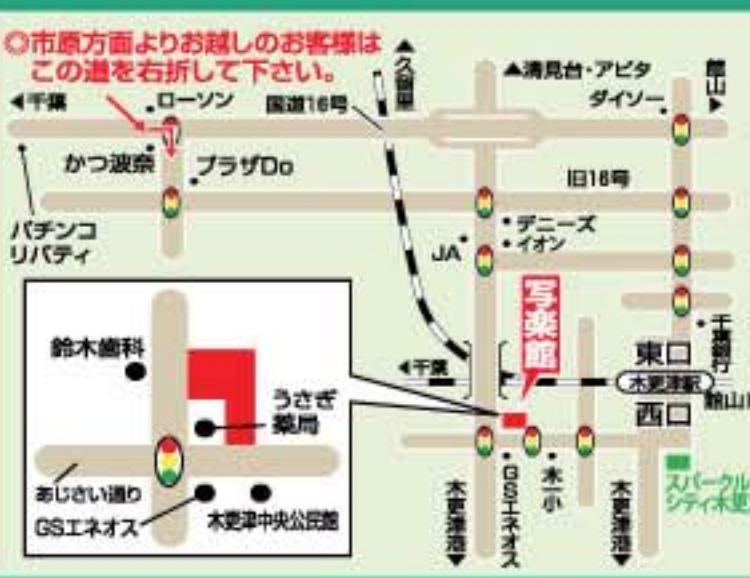 ◎市原方面よりお越しのお客様は
この道を右折して下さい。
◀千葉
ローソン
国道16号
▲久留里
▲清見台・アピタ
ダイソー
館山▶
かつ波奈
プラザDo
旧16号
パチンコ
リバティ
JA
デニーズ
イオン
写楽館
千葉銀行
◀千葉
東口
木更津駅
館山
西口
鈴木歯科
うさぎ
薬局
あじさい通り
GSエネオス
木更津中央公民館
木更津港▼
GSエネオス
木一小
木更津港▼
スパークル
シティ木更